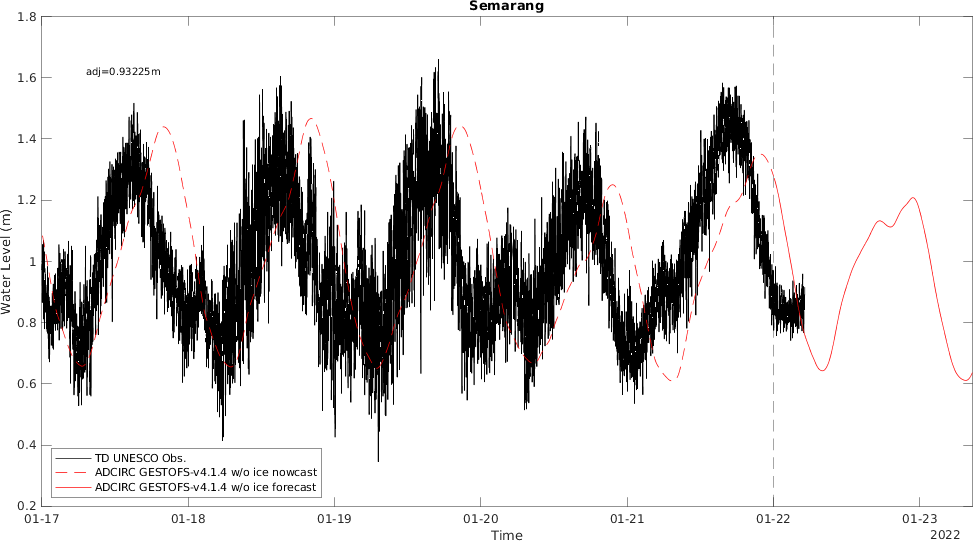 Semarang
1.8
1.6
1.4
1.2
1
0.8
0.6
0.4
0.2
Water Level (m)
adj=0.93225m
TD UNESCO Obs.
ADCIRC GESTOFS-v4.1.4 w/o ice nowcast
ADCIRC GESTOFS-v4.1.4 w/o ice forecast
01-17 01-18 01-19 01-20 01-21 01-22 01-23
Time
2022